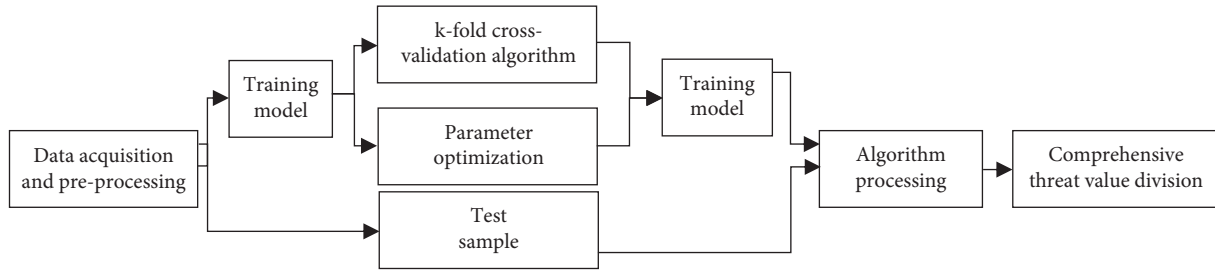 Data acquisition
and pre-processing
Training
model
k-fold cross-
validation algorithm
Parameter
optimization
Test
sample
Training
model
Algorithm
processing
Comprehensive
threat value division